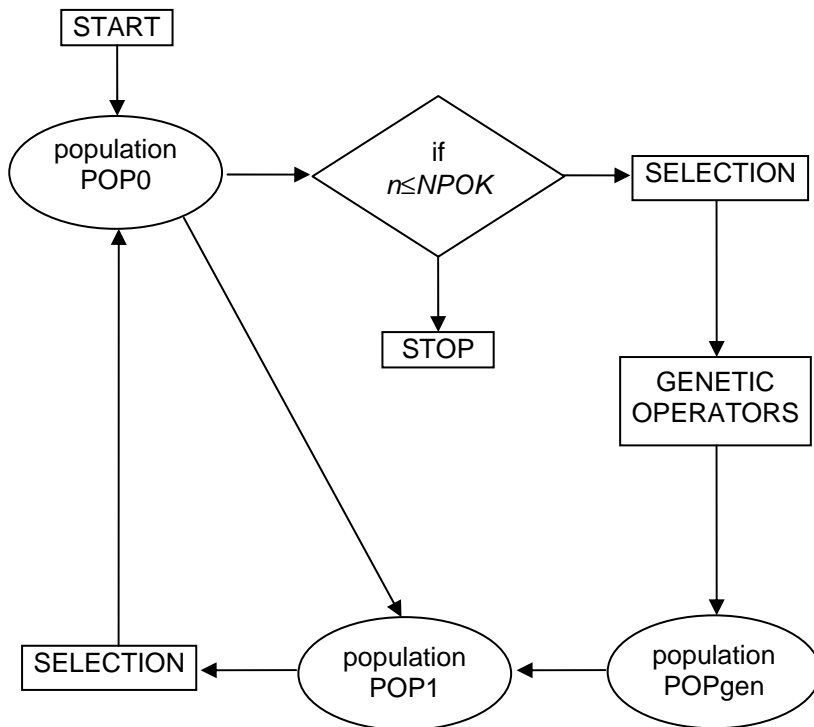 START
population
POP0
if
n≤NPOK
SELECTION
STOP
GENETIC
OPERATORS
SELECTION
population
POP1
population
POPgen